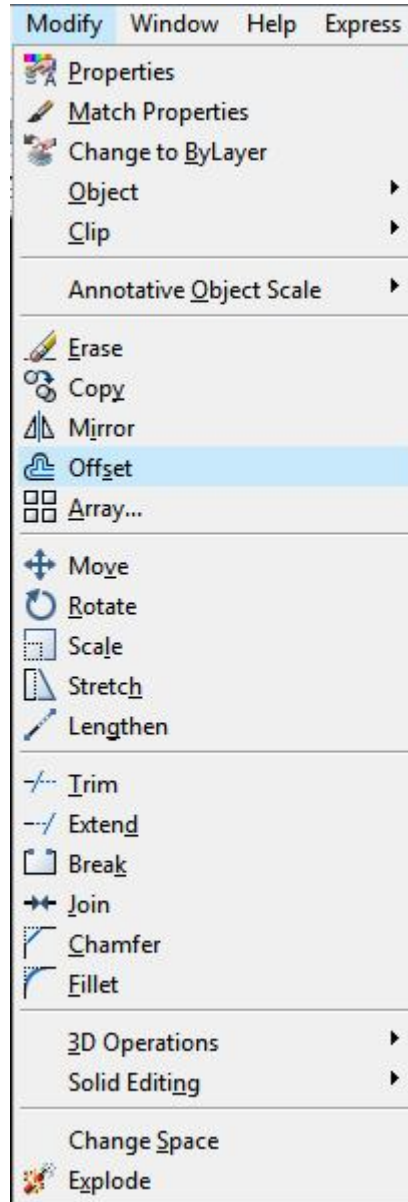 Modify Window Help Express
Properties
Match Properties
Change to ByLayer
Object
Clip
Annotative Object Scale
Erase
Copy
Mirror
Offset
Array...
Move
Rotate
Scale
Stretch
Lengthen
Trim
Extend
Break
Join
Chamfer
Fillet
3D Operations
Solid Editing
Change Space
Explode